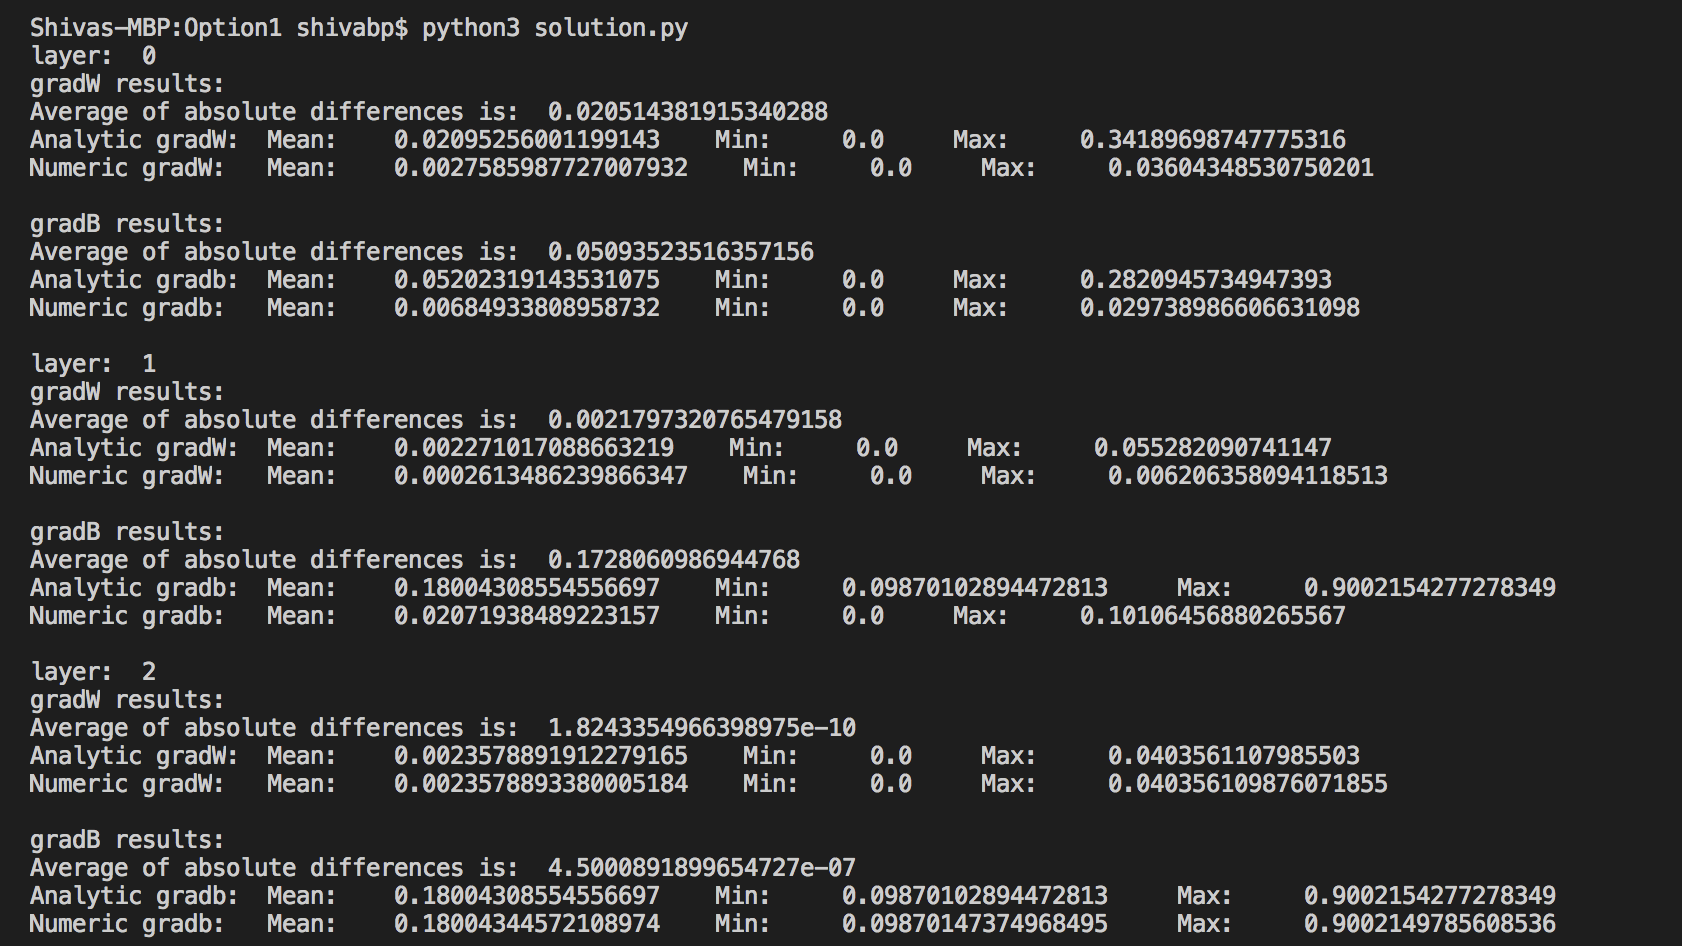 Shivas-MBP:Option1 shivabp$ python3 solution.py
layer:  0
gradW results:
Average of absolute differences is:  0.020514381915340288
Analytic gradW:  Mean:    0.02095256001199143    Min:     0.0     Max:     0.34189698747775316
Numeric gradW:   Mean:    0.0027585987727007932    Min:     0.0     Max:     0.03604348530750201

gradB results:
Average of absolute differences is:  0.05093523516357156
Analytic gradb:  Mean:    0.05202319143531075    Min:     0.0     Max:     0.2820945734947393
Numeric gradb:   Mean:    0.00684933808958732    Min:     0.0     Max:     0.029738986606631098

layer:  1
gradW results:
Average of absolute differences is:  0.0021797320765479158
Analytic gradW:  Mean:    0.002271017088663219    Min:     0.0     Max:     0.055282090741147
Numeric gradW:   Mean:    0.0002613486239866347    Min:     0.0     Max:     0.006206358094118513

gradB results:
Average of absolute differences is:  0.1728060986944768
Analytic gradb:  Mean:    0.18004308554556697    Min:     0.09870102894472813     Max:     0.9002154277278349
Numeric gradb:   Mean:    0.02071938489223157    Min:     0.0     Max:     0.10106456880265567

layer:  2
gradW results:
Average of absolute differences is:  1.8243354966398975e-10
Analytic gradW:  Mean:    0.0023578891912279165    Min:     0.0     Max:     0.0403561107985503
Numeric gradW:   Mean:    0.0023578893380005184    Min:     0.0     Max:     0.040356109876071855

gradB results:
Average of absolute differences is:  4.5000891899654727e-07
Analytic gradb:  Mean:    0.18004308554556697    Min:     0.09870102894472813     Max:     0.9002154277278349
Numeric gradb:   Mean:    0.18004344572108974    Min:     0.09870147374968495     Max:     0.9002149785608536